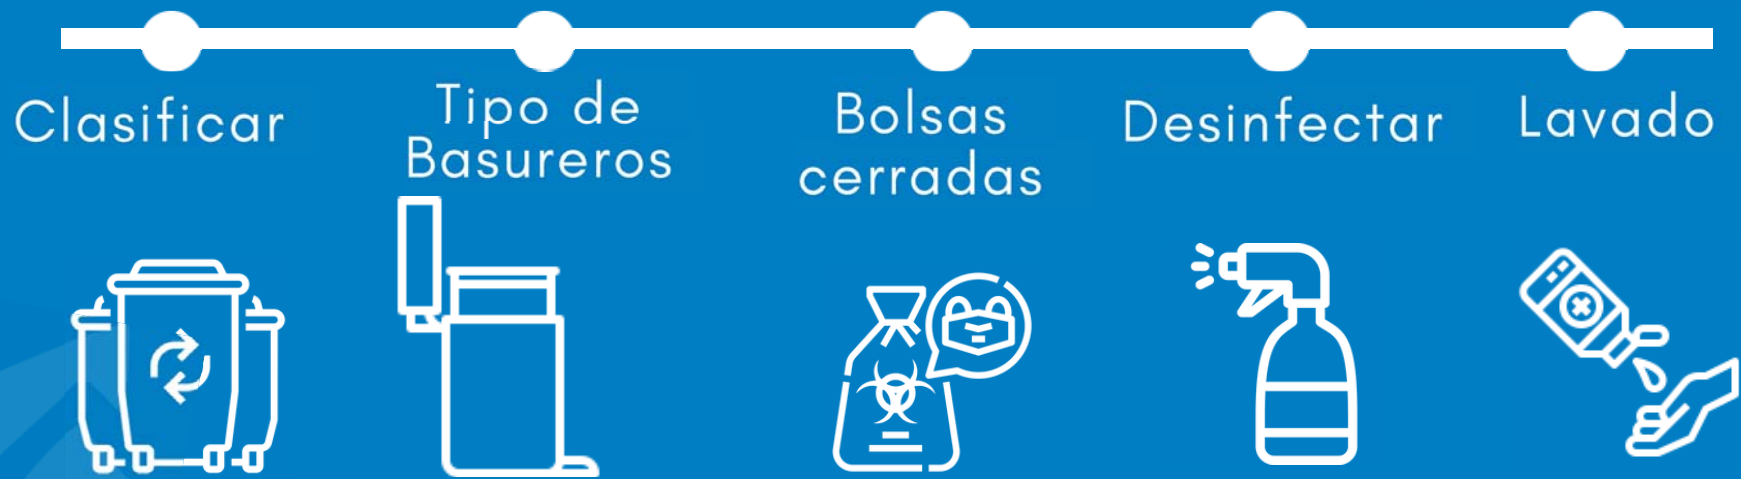 Clasificar
Tipo de
Basureros
Bolsas
cerradas
Desinfectar
Lavado